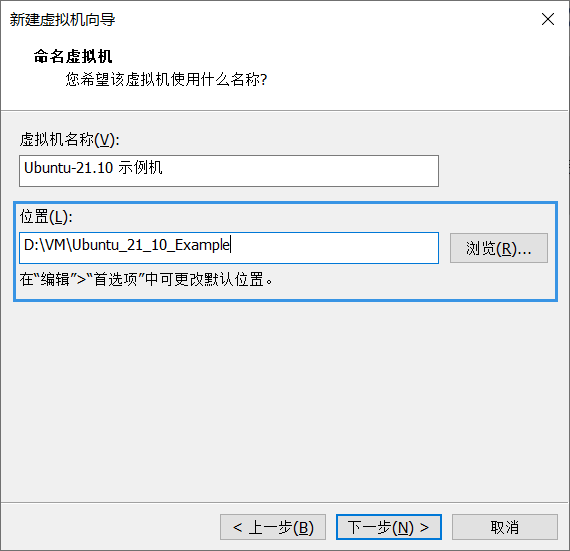 新建虚拟机向导
命名虚拟机
您希望该虚拟机使用什么名称?
虚拟机名称(V):
Ubuntu-21.10 示例机
位置(L):
D:\VM\Ubuntu_21_10_Example
浏览(R)...
在“编辑”>“首选项”中可更改默认位置。
< 上一步(B)
下一步(N) >
取消